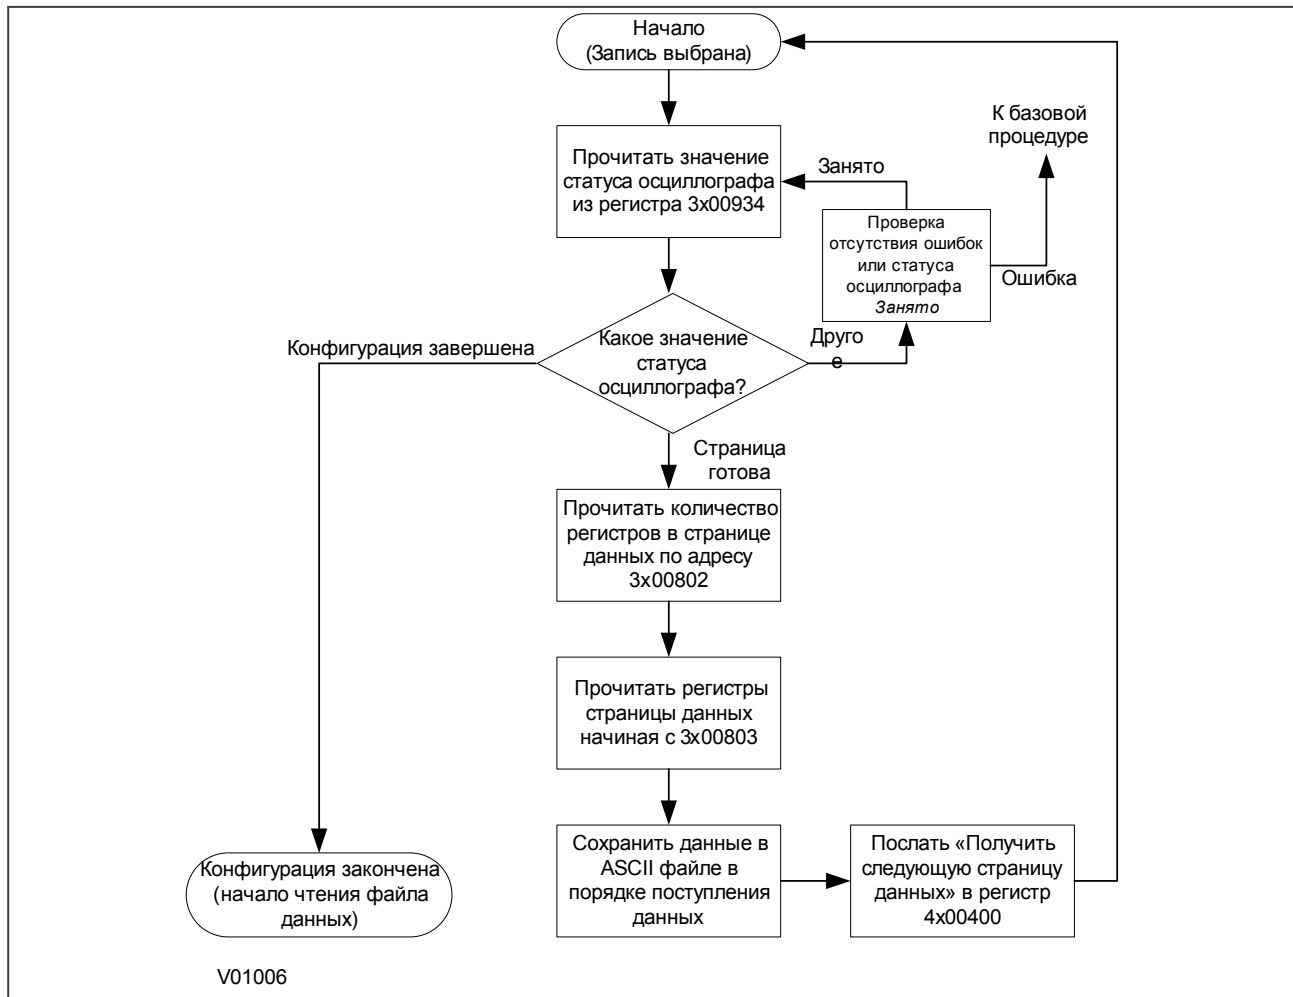 Начало
(Запись выбрана)
К базовой
процедуре
Прочитать значение
статуса осциллографа
из регистра 3x00934
Занято
Проверка
отсутствия ошибок
или статуса
осциллографа
Занято
Ошибка
Конфигурация завершена
Какое значение
статуса
осциллографа?
Друго
е
Страница
готова
Прочитать количество
регистров в странице
данных по адресу
3x00802
Прочитать регистры
страницы данных
начиная с 3x00803
Конфигурация закончена
(начало чтения файла
данных)
Сохранить данные в
ASCII файле в
порядке поступления
данных
Послать «Получить
следующую страницу
данных» в регистр
4x00400
V01006